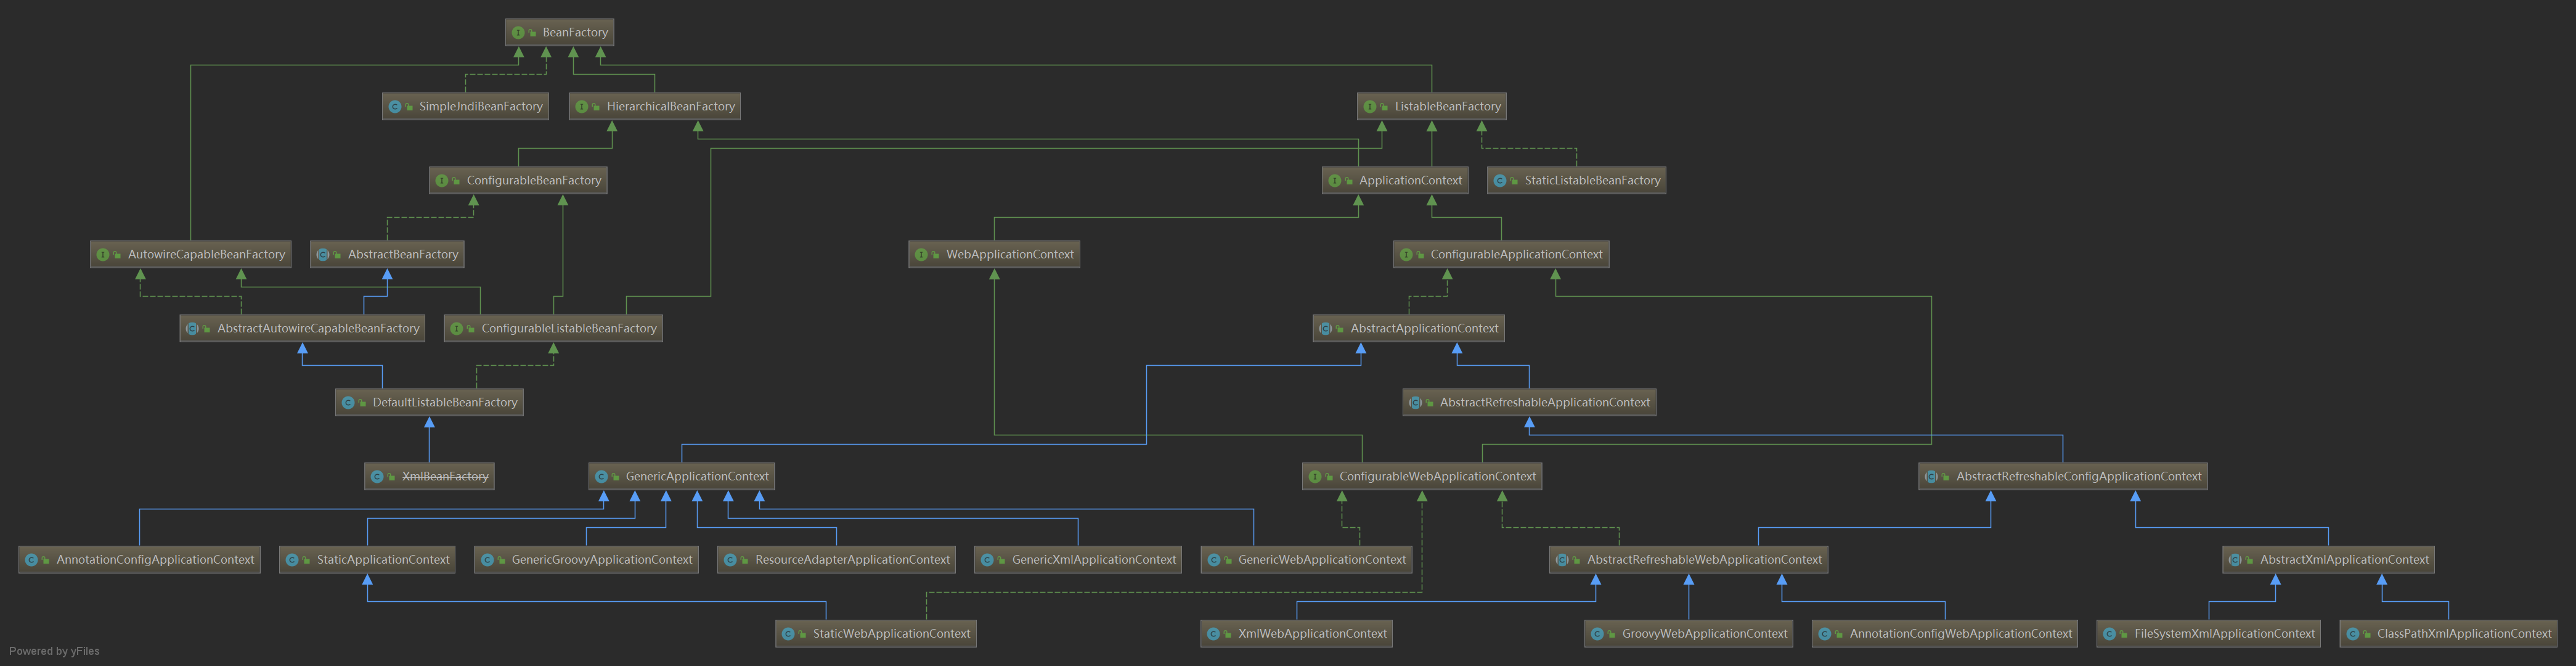 BeanFactory
SimpleJndiBeanFactory
HierarchicalBeanFactory
ListableBeanFactory
ConfigurableBeanFactory
ApplicationContext
StaticListableBeanFactory
AutowireCapableBeanFactory
AbstractBeanFactory
WebApplicationContext
ConfigurableApplicationContext
AbstractAutowireCapableBeanFactory
ConfigurableListableBeanFactory
AbstractApplicationContext
DefaultListableBeanFactory
AbstractRefreshableApplicationContext
XmlBeanFactory
GenericApplicationContext
ConfigurableWebApplicationContext
AbstractRefreshableConfigApplicationContext
AnnotationConfigApplicationContext
StaticApplicationContext
GenericGroovyApplicationContext
ResourceAdapterApplicationContext
GenericXmlApplicationContext
GenericWebApplicationContext
AbstractRefreshableWebApplicationContext
AbstractXmlApplicationContext
StaticWebApplicationContext
XmlWebApplicationContext
GroovyWebApplicationContext
AnnotationConfigWebApplicationContext
FileSystemXmlApplicationContext
ClassPathXmlApplicationContext
Powered by yFiles